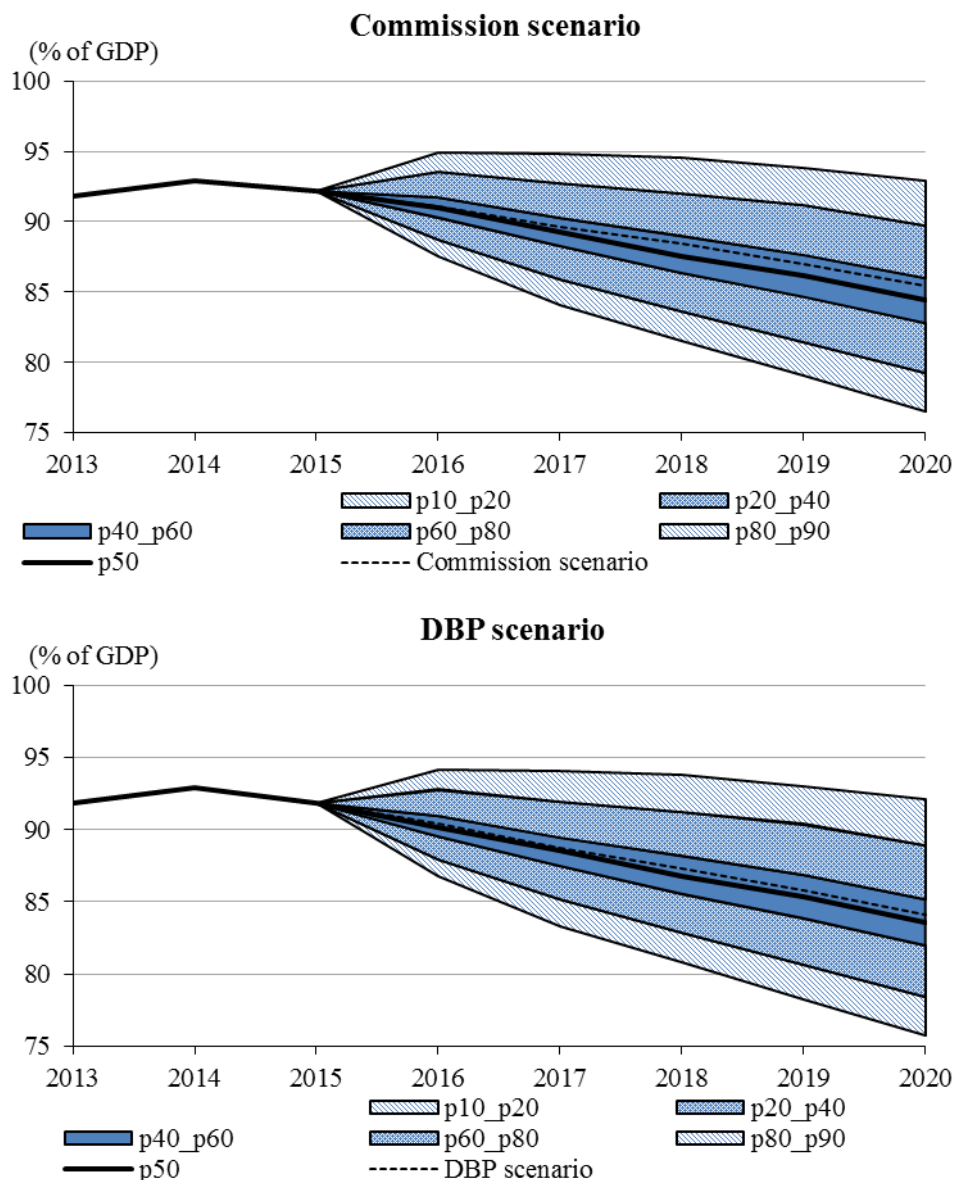 Commission scenario
(% of GDP)
100
95
90
85
80
75
2013 2014 2015 2016 2017 2018 2019 2020
p10_p20 p20_p40
p40_p60 p60_p80 p80_p90
p50 Commission scenario
DBP scenario
(% of GDP)
100
95
90
85
80
75
2013 2014 2015 2016 2017 2018 2019 2020
p10_p20 p20_p40
p40_p60 p60_p80 p80_p90
p50 DBP scenario